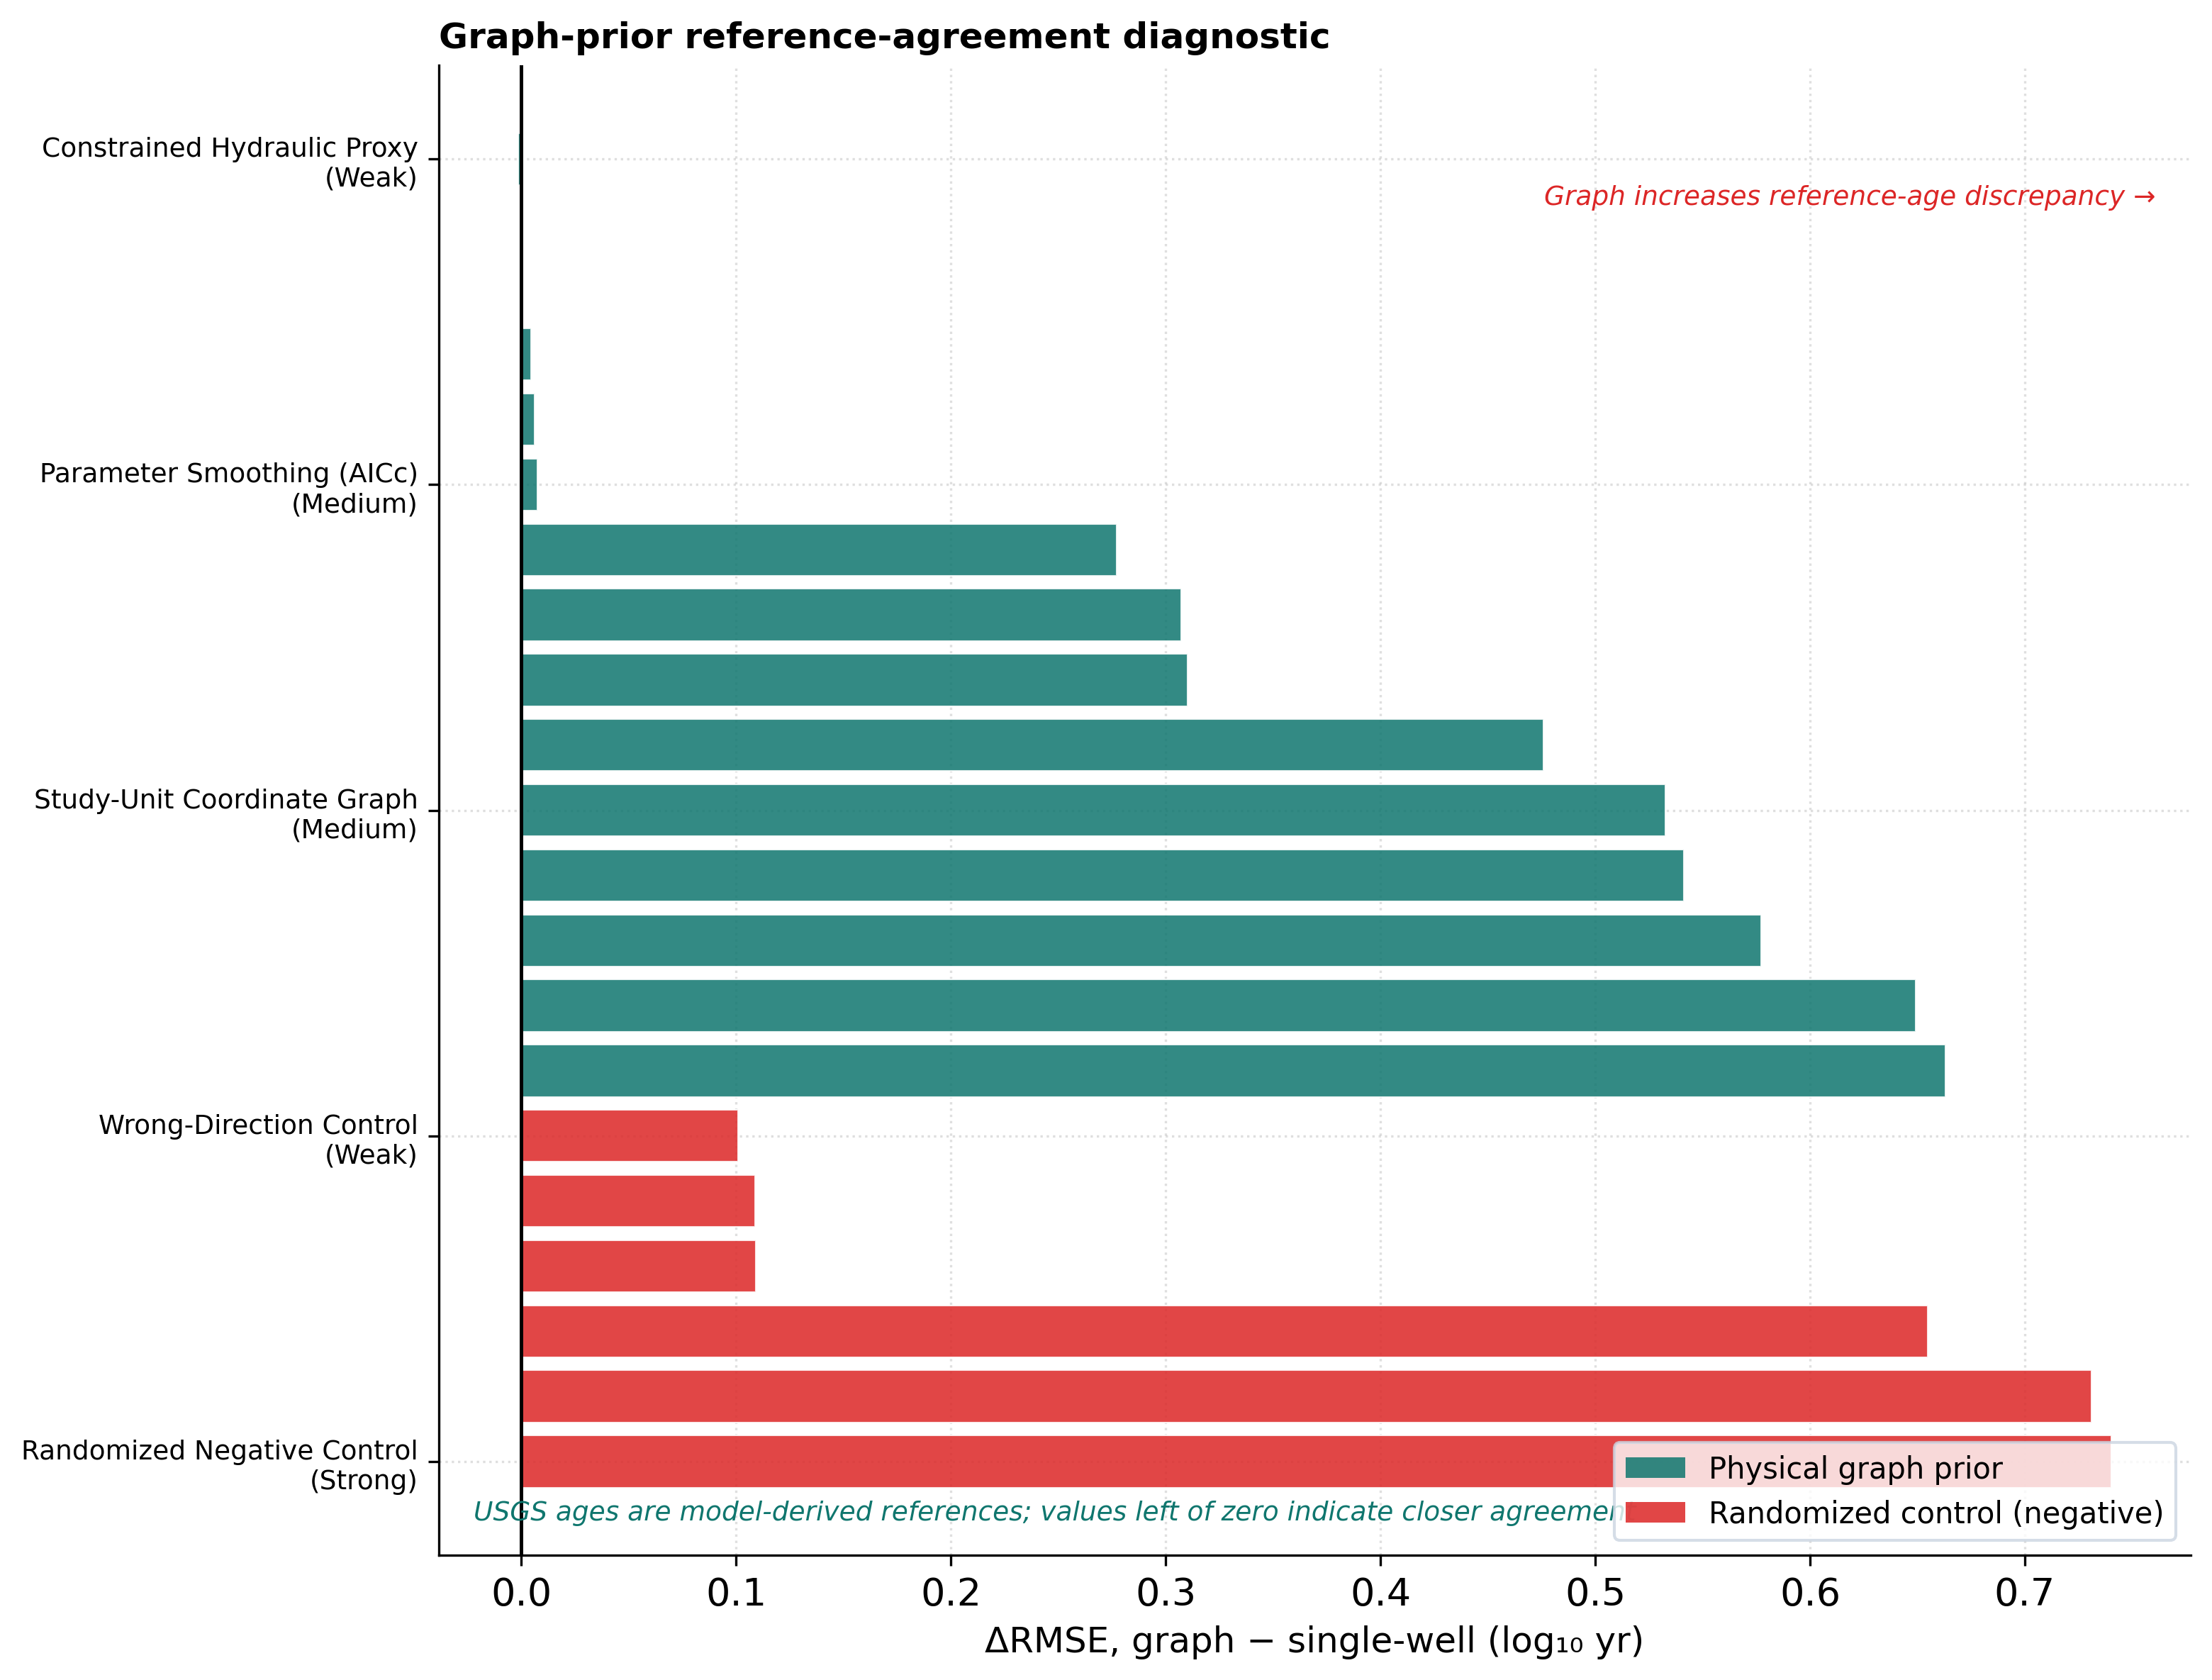 Graph-prior reference-agreement diagnostic
Constrained Hydraulic Proxy
(Weak)
Graph increases reference-age discrepancy →
Parameter Smoothing (AICc)
(Medium)
Study-Unit Coordinate Graph
(Medium)
Wrong-Direction Control
(Weak)
Randomized Negative Control
(Strong)
Physical graph prior
Randomized control (negative)
USGS ages are model-derived references; values left of zero indicate closer
0.0 0.1 0.2 0.3 0.4 0.5 0.6 0.7
ΔRMSE, graph − single-well (log₁₀ yr)